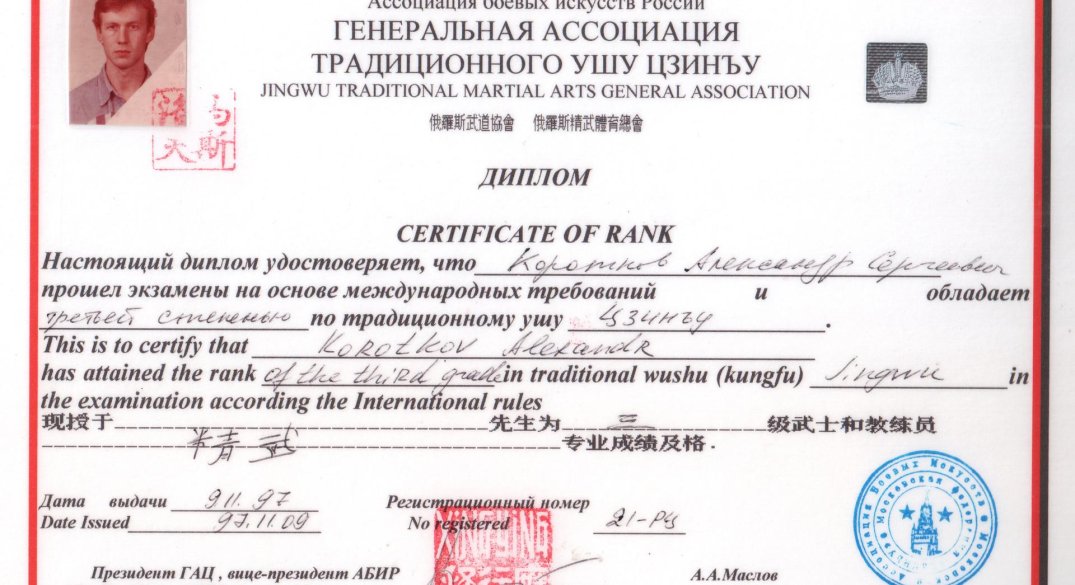 Ассоциация боевых искусств России
ГЕНЕРАЛЬНАЯ АССОЦИАЦИЯ
ТРАДИЦИОННОГО УШУ ЦЗИНЪУ
JINGWU TRADITIONAL MARTIAL ARTS GENERAL ASSOCIATION
俄羅斯武道協會 俄羅斯精武體育總會
ДИПЛОМ
CERTIFICATE OF RANK
Настоящий диплом удостоверяет, что Коротков Александр Сергеевич
прошел экзамены на основе международных требований и обладает
третьей степенью по традиционному ушу Цзинъу.
This is to certify that Korotkov Alexandr
has attained the rank of the third grade in traditional wushu (kungfu) Jingwu in
the examination according the International rules
现授于 先生为 三 级武士和教练员
精武 专业成绩及格.
Дата выдачи 9.11.97 Регистрационный номер
Date Issued 97.11.09 No registered 21-РЦ
XINGYING
Президент ГАЦ , вице-президент АБИР А.А.Маслов